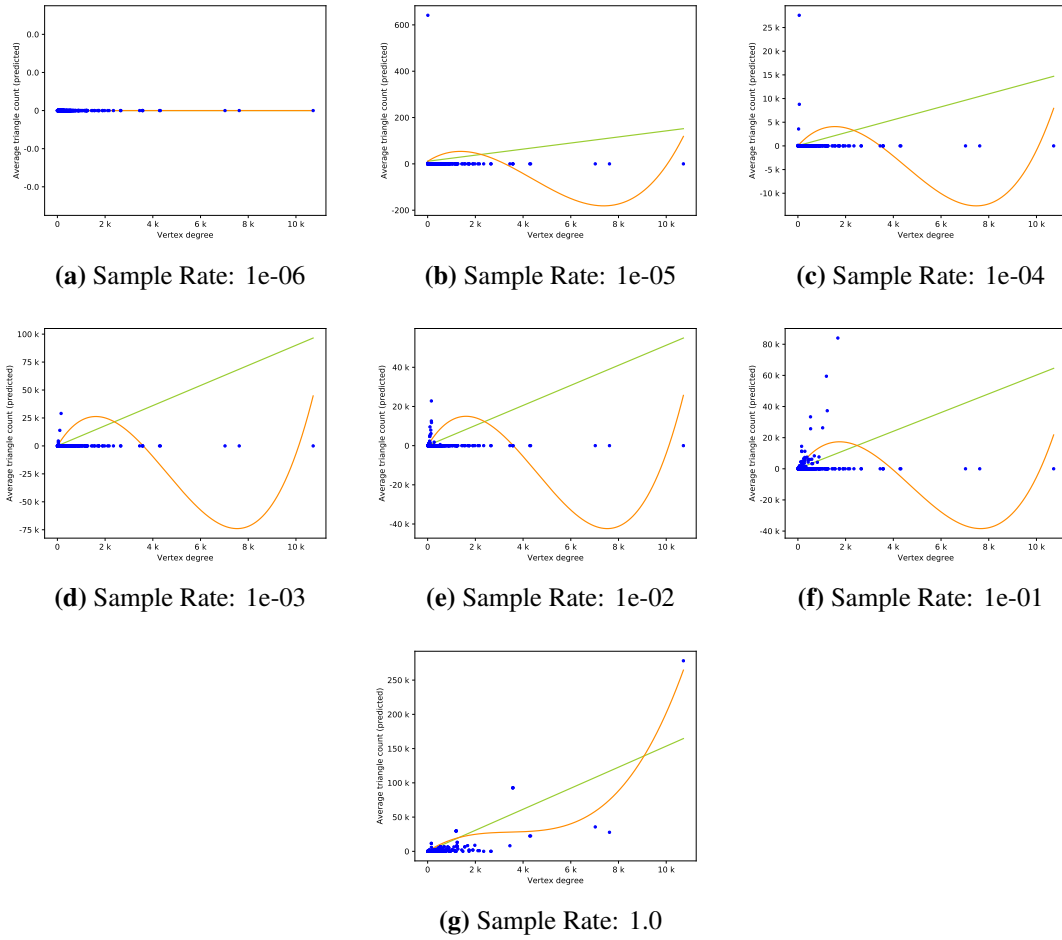 0.0
0.0
0
-0.0
-0.0
0 2 k 4 k 6 k 8 k 10 k
Vertex degree
Average triangle count (predicted)
(a) Sample Rate: 1e-06
600
400
200
0
-200
0 2 k 4 k 6 k 8 k 10 k
Vertex degree
Average triangle count (predicted)
(b) Sample Rate: 1e-05
25 k
20 k
15 k
10 k
5 k
0
-5 k
-10 k
0 2 k 4 k 6 k 8 k 10 k
Vertex degree
Average triangle count (predicted)
(c) Sample Rate: 1e-04
100 k
75 k
50 k
25 k
0
-25 k
-50 k
-75 k
0 2 k 4 k 6 k 8 k 10 k
Vertex degree
Average triangle count (predicted)
(d) Sample Rate: 1e-03
40 k
20 k
0
-20 k
-40 k
0 2 k 4 k 6 k 8 k 10 k
Vertex degree
Average triangle count (predicted)
(e) Sample Rate: 1e-02
80 k
60 k
40 k
20 k
0
-20 k
-40 k
0 2 k 4 k 6 k 8 k 10 k
Vertex degree
Average triangle count (predicted)
(f) Sample Rate: 1e-01
250 k
200 k
150 k
100 k
50 k
0
0 2 k 4 k 6 k 8 k 10 k
Vertex degree
Average triangle count (predicted)
(g) Sample Rate: 1.0